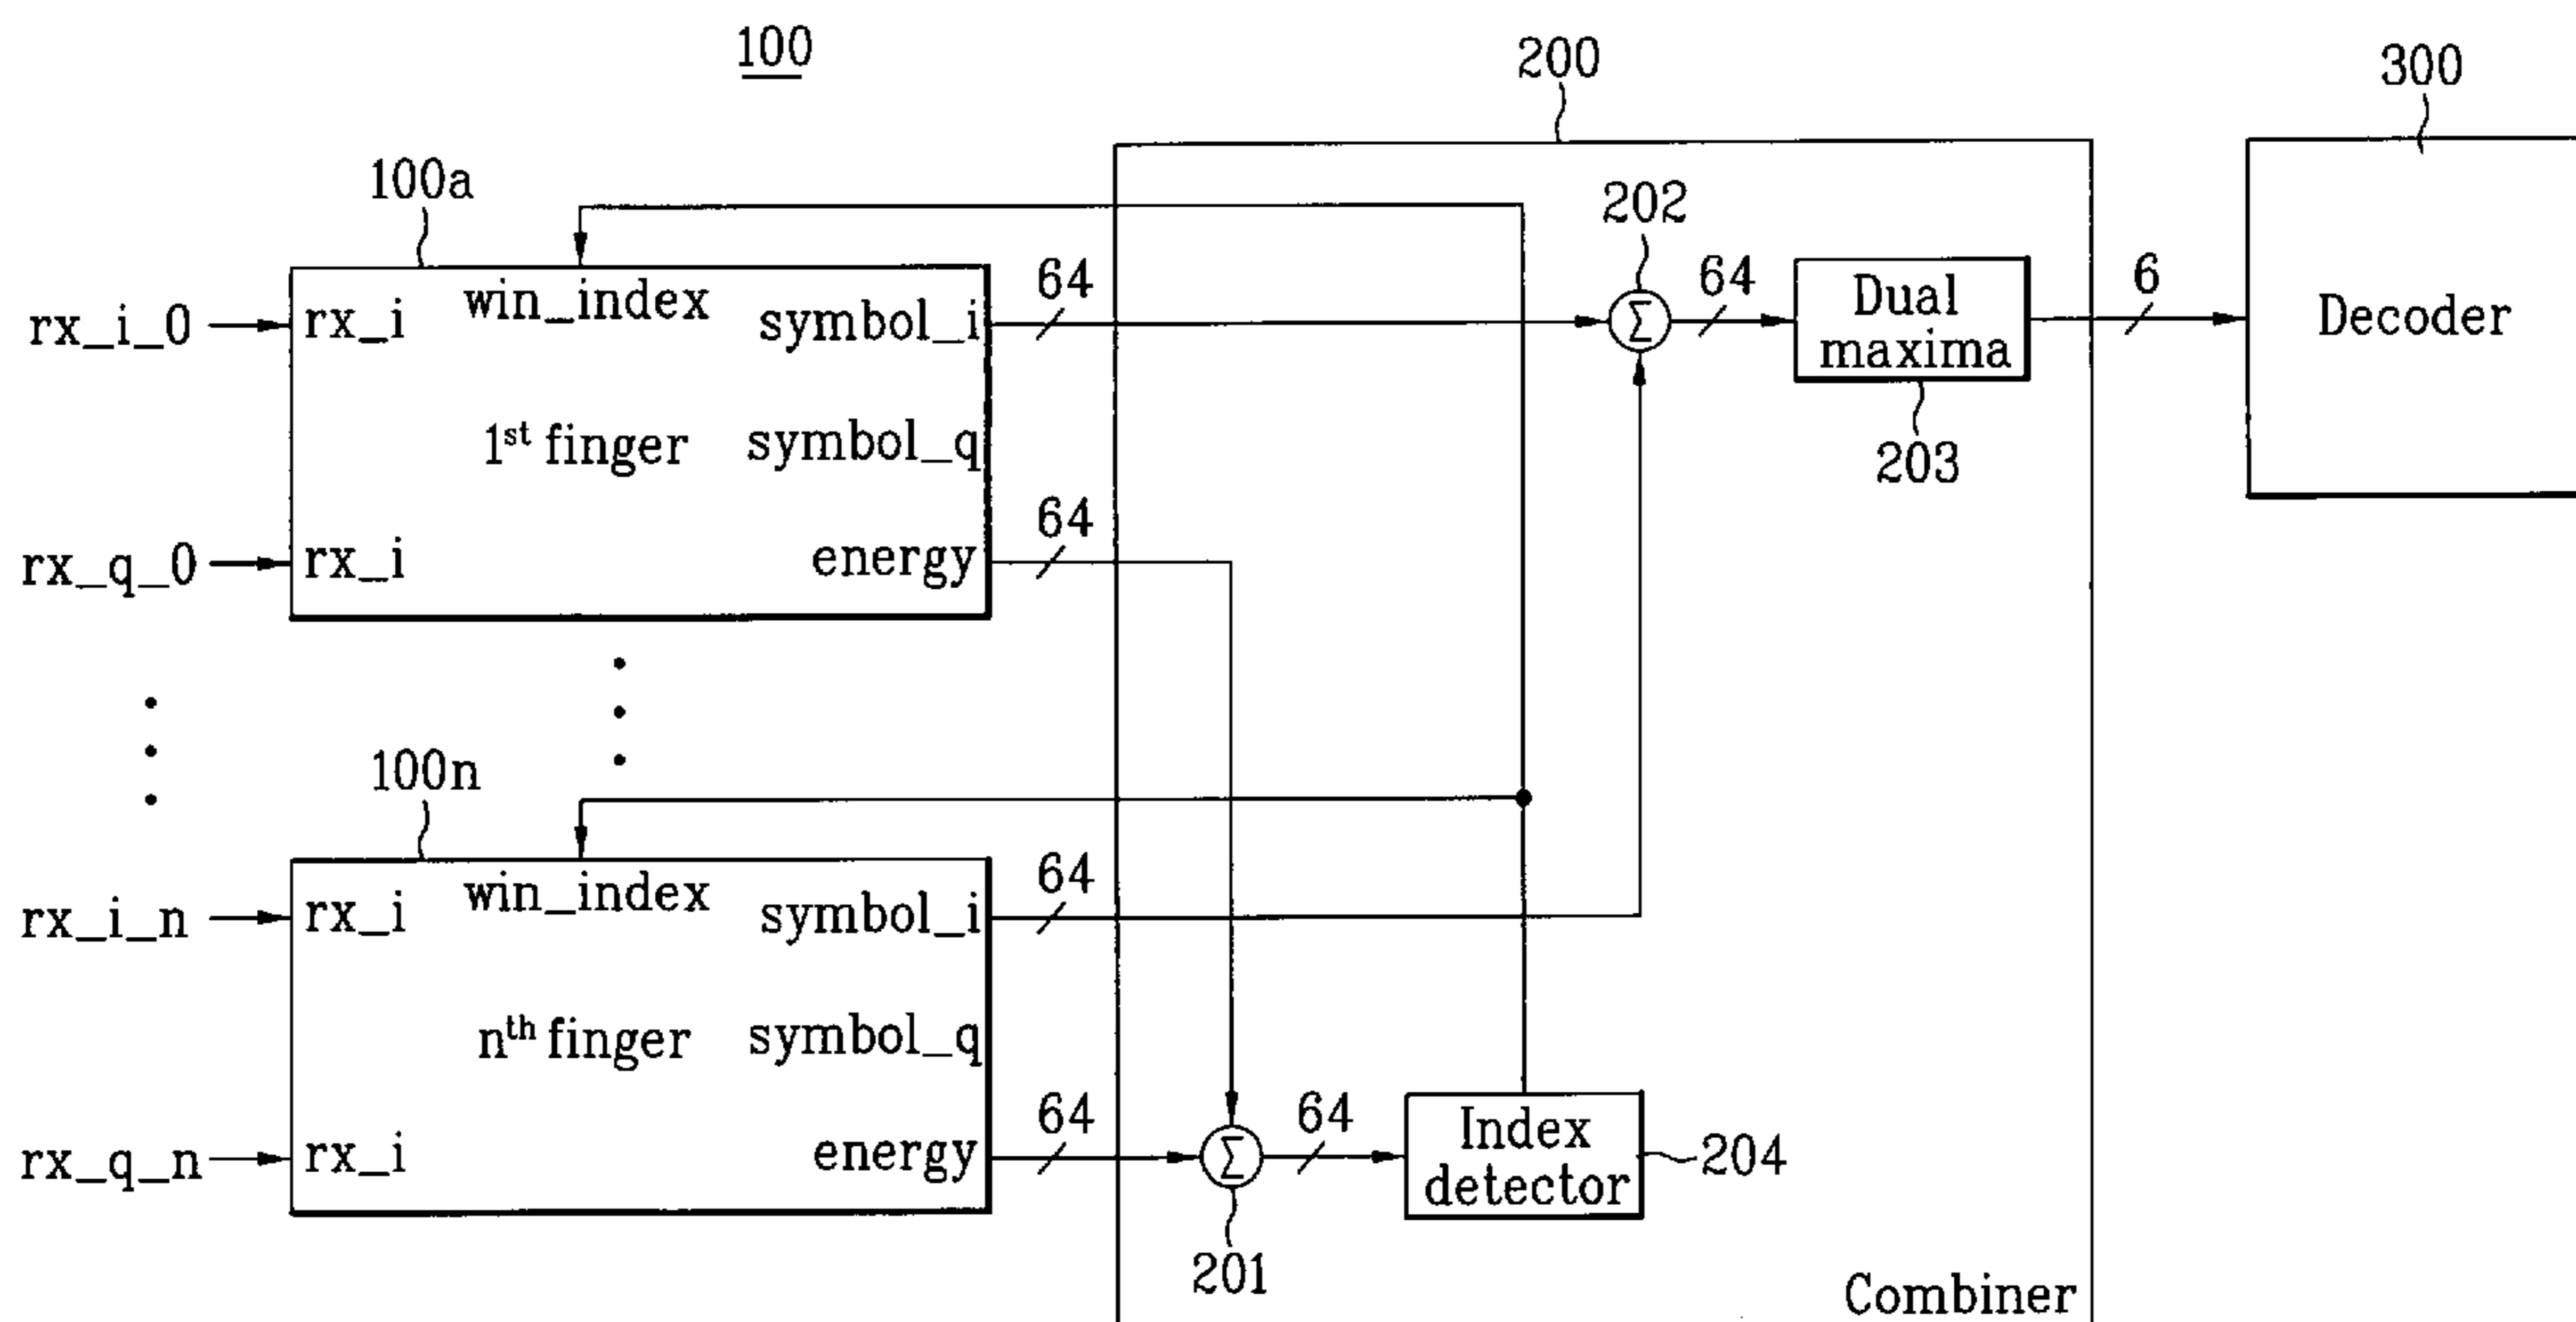 100
200
300
100a
202
rx_i_0
rx_i
win_index
symbol_i
64
Σ
64
Dual
maxima
6
Decoder
1st finger
symbol_q
203
rx_q_0
rx_i
energy
64
100n
rx_i_n
rx_i
win_index
symbol_i
64
nth finger
symbol_q
rx_q_n
rx_i
energy
64
Σ
64
Index
detector
204
201
Combiner